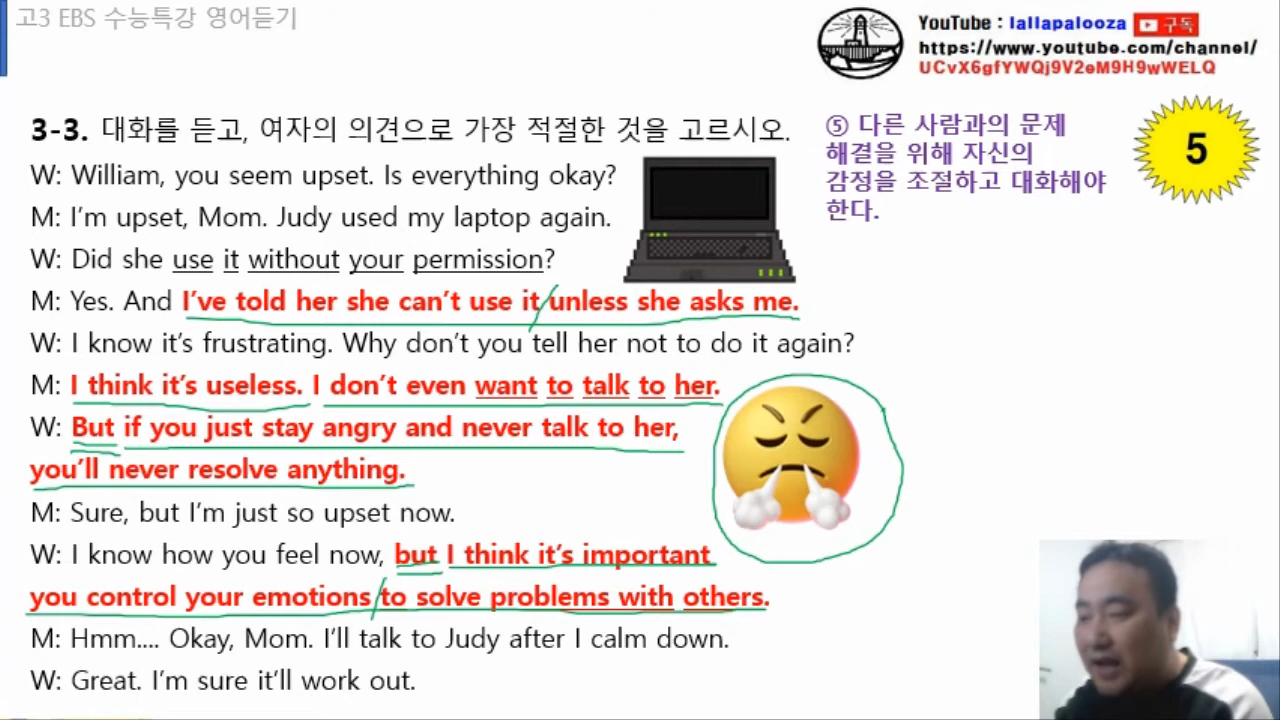 고3 EBS 수능특강 영어듣기
YouTube : lallapalooza 구독
https://www.youtube.com/channel/
UCvX6gfYWQj9V2eM9H9wWELQ
3-3. 대화를 듣고, 여자의 의견으로 가장 적절한 것을 고르시오.
⑤ 다른 사람과의 문제
해결을 위해 자신의
감정을 조절하고 대화해야
한다.
5
W: William, you seem upset. Is everything okay?
M: I’m upset, Mom. Judy used my laptop again.
W: Did she use it without your permission?
M: Yes. And I’ve told her she can’t use it unless she asks me.
W: I know it’s frustrating. Why don’t you tell her not to do it again?
M: I think it’s useless. I don’t even want to talk to her.
W: But if you just stay angry and never talk to her,
you’ll never resolve anything.
M: Sure, but I’m just so upset now.
W: I know how you feel now, but I think it’s important
you control your emotions to solve problems with others.
M: Hmm.... Okay, Mom. I’ll talk to Judy after I calm down.
W: Great. I’m sure it’ll work out.